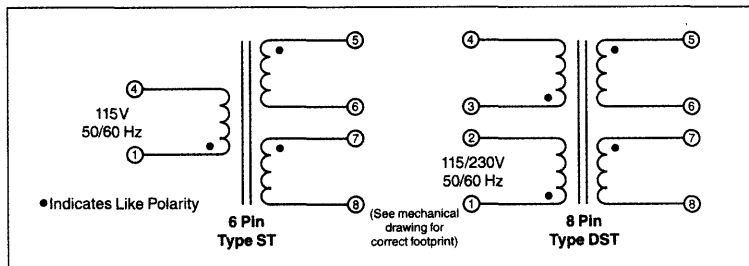 5
4
5
4
115V
50/60 Hz
6
3
6
7
2
7
115/230V
50/60 Hz
1
1
●Indicates Like Polarity
8
8
6 Pin
Type ST
(See mechanical
drawing for
correct footprint)
8 Pin
Type DST